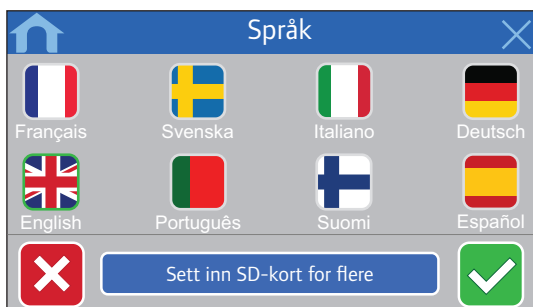 Språk
Français
Svenska
Italiano
Deutsch
English
Português
Suomi
Español
Sett inn SD-kort for flere